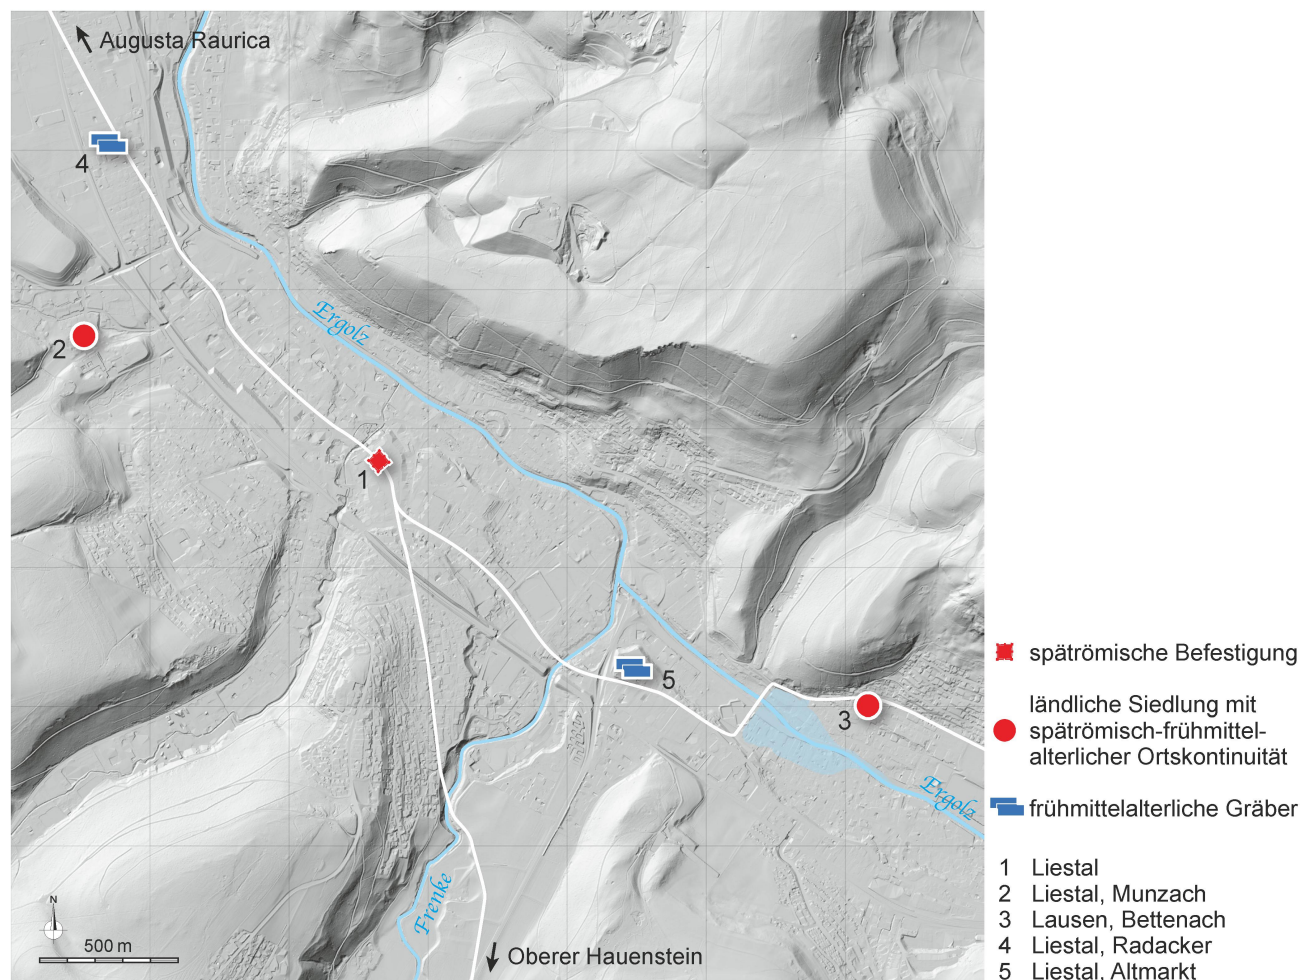 Augusta Raurica
4
Ergolz
2
1
5
3
Ergolz
Frenke
N
500 m
Oberer Hauenstein
spätrömische Befestigung
ländliche Siedlung mit
spätrömisch-frühmittel-
alterlicher Ortskontinuität
frühmittelalterliche Gräber
1 Liestal
2 Liestal, Munzach
3 Lausen, Bettenach
4 Liestal, Radacker
5 Liestal, Altmarkt